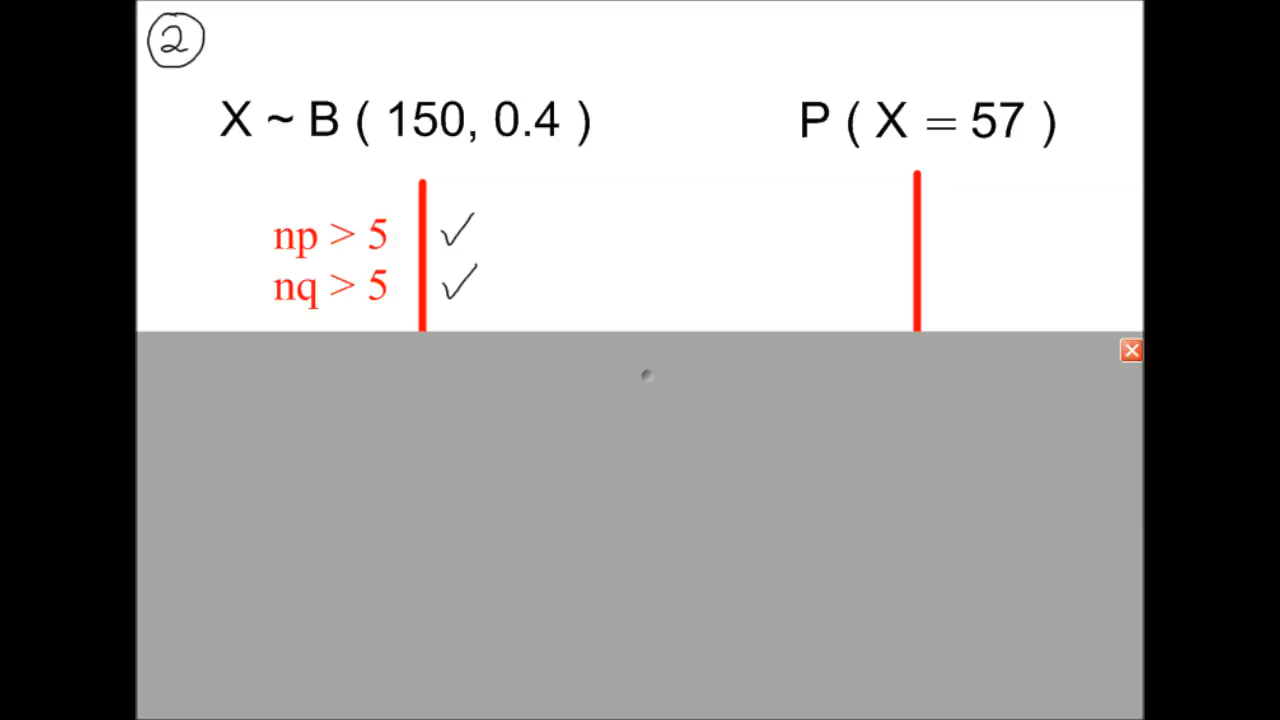 2
X ~ B ( 150, 0.4 )
P ( X = 57 )
np > 5 ✓
nq > 5 ✓